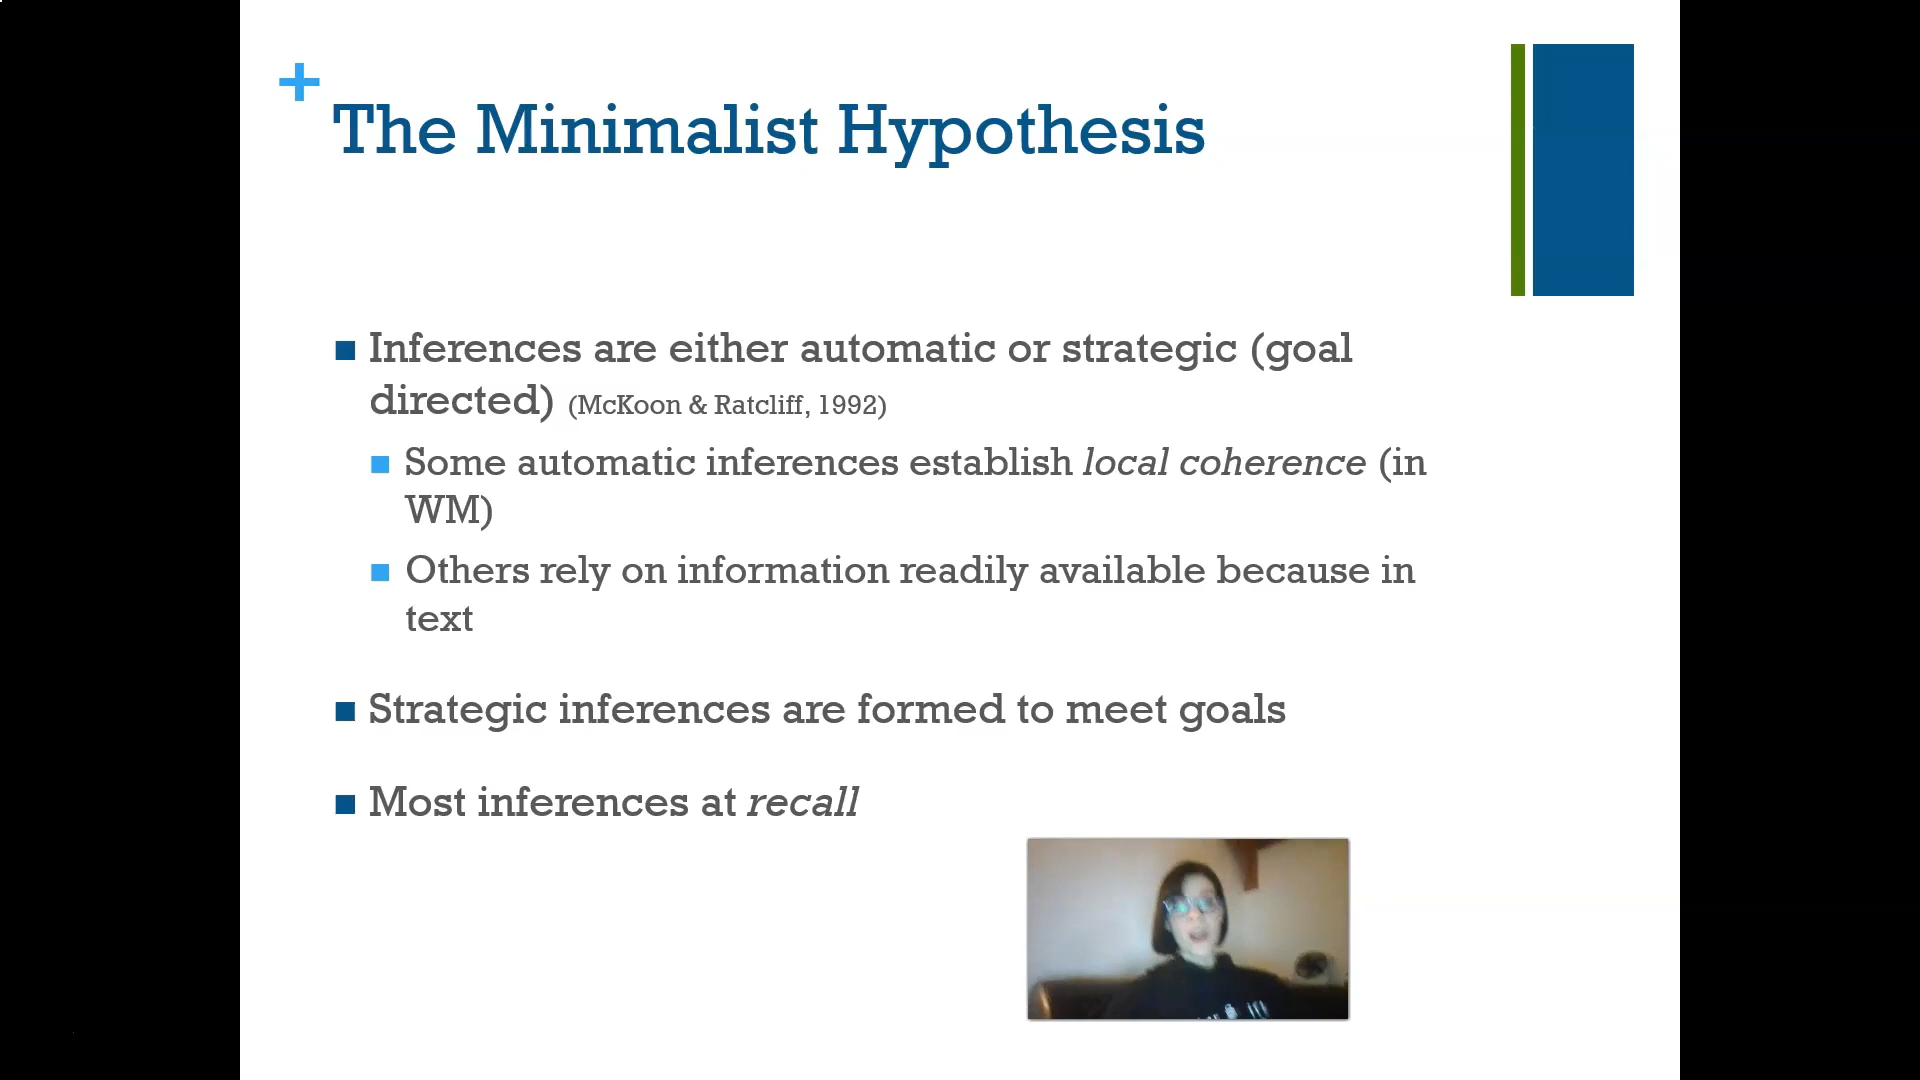 +
The Minimalist Hypothesis
Inferences are either automatic or strategic (goal
directed) (McKoon & Ratcliff, 1992)
Some automatic inferences establish local coherence (in
WM)
Others rely on information readily available because in
text
Strategic inferences are formed to meet goals
Most inferences at recall